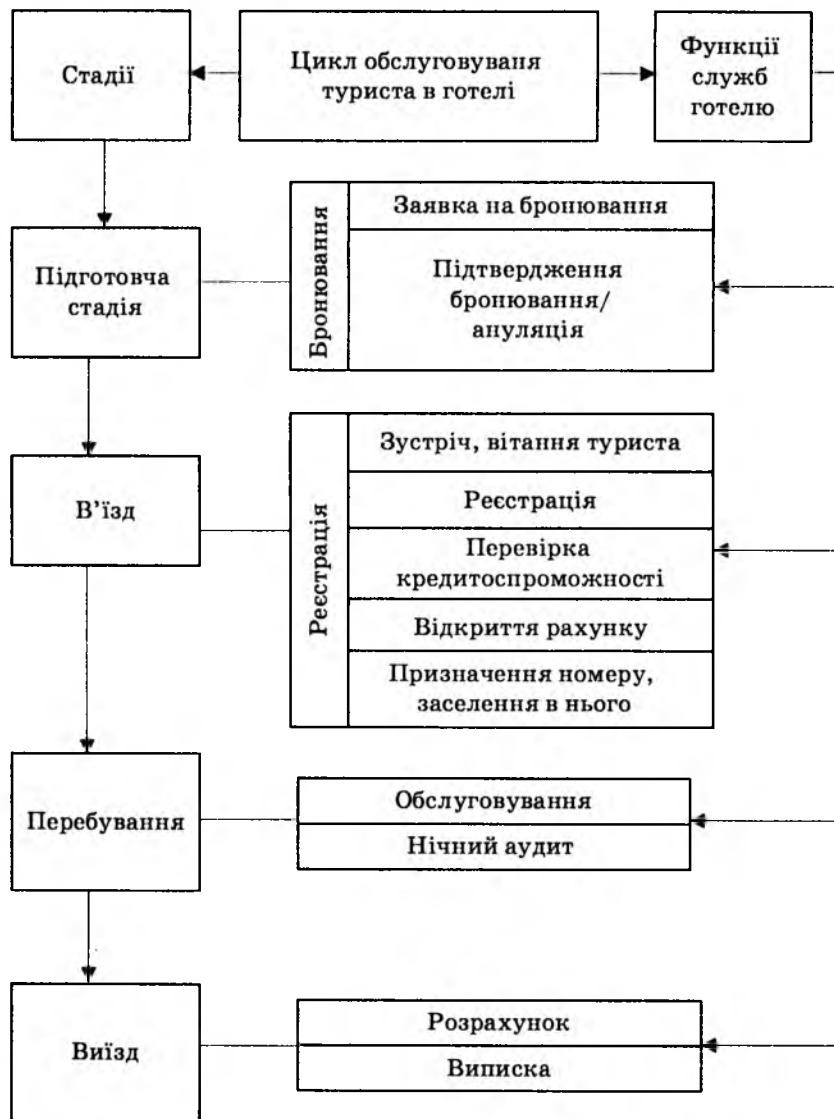 Стадії
Цикл обслуговуваня
туриста в готелі
Функції
служб
готелю
Підготовча
стадія
Бронювання
Заявка на бронювання
Підтвердження
бронювання/
ануляція
В’їзд
Реєстрація
Зустріч, вітання туриста
Реєстрація
Перевірка
кредитоспроможності
Відкриття рахунку
Призначення номеру,
заселення в нього
Перебування
Обслуговування
Нічний аудит
Виїзд
Розрахунок
Виписка